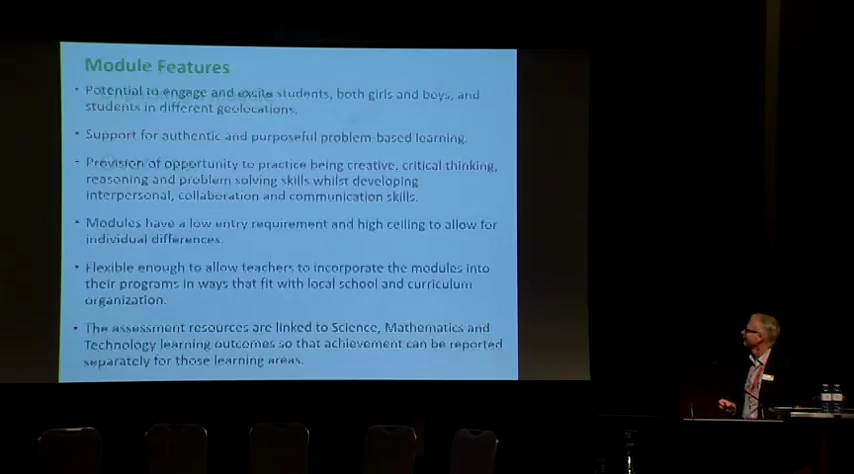 Module Features
• Potential to engage and excite students, both girls and boys, and
students in different geolocations.
• Support for authentic and purposeful problem-based learning.
• Provision of opportunity to practice being creative, critical thinking,
reasoning and problem solving skills whilst developing
interpersonal, collaboration and communication skills.
• Modules have a low entry requirement and high ceiling to allow for
individual differences.
• Flexible enough to allow teachers to incorporate the modules into
their programs in ways that fit with local school and curriculum
organization.
• The assessment resources are linked to Science, Mathematics and
Technology learning outcomes so that achievement can be reported
separately for those learning areas.